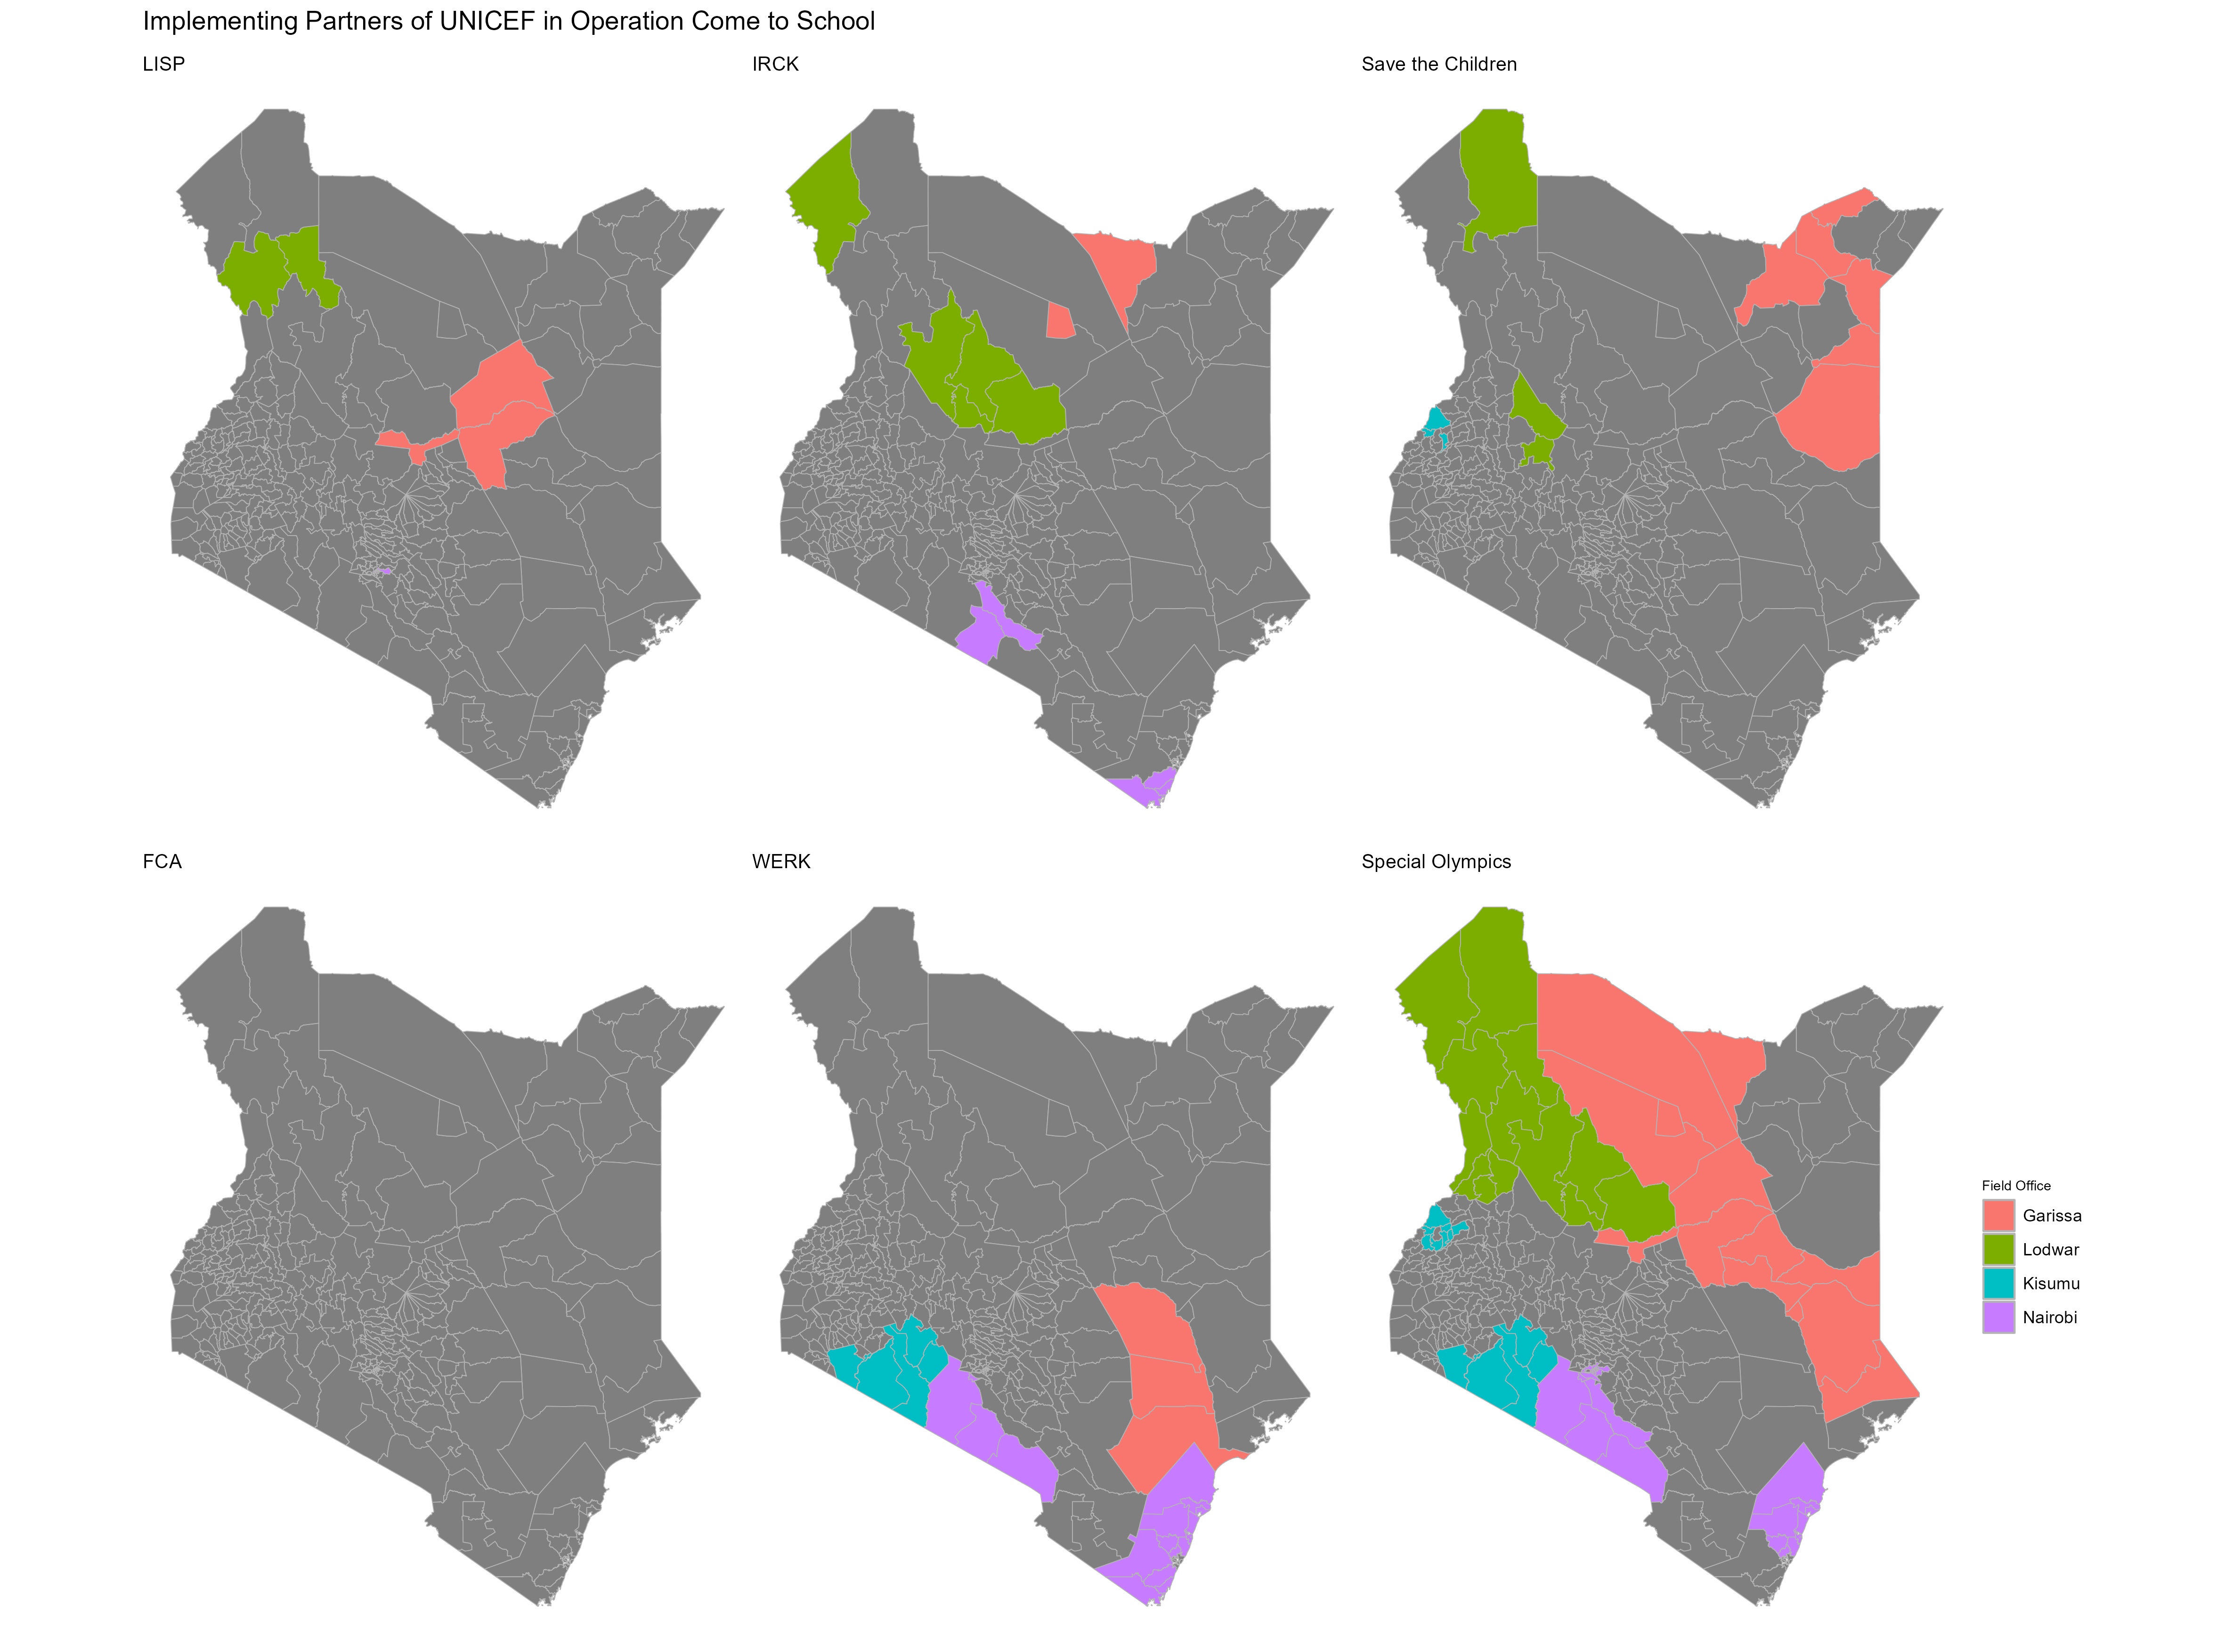 Implementing Partners of UNICEF in Operation Come to School
LISP
IRCK
Save the Children
FCA
WERK
Special Olympics
Field Office
Garissa
Lodwar
Kisumu
Nairobi